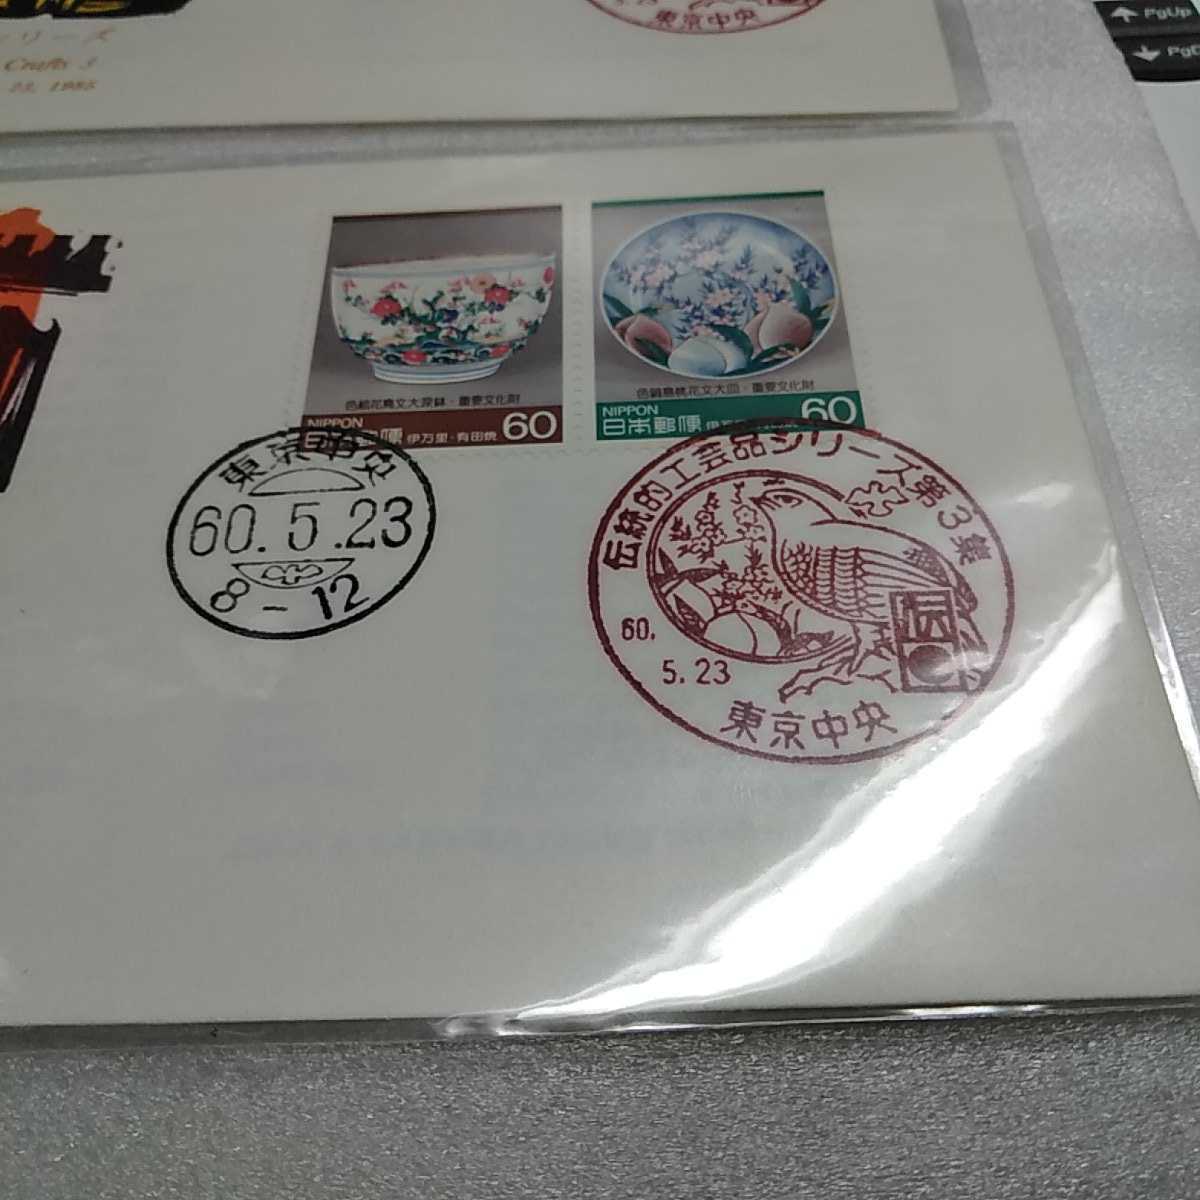 リーズ
Crafts 3
23, 1985
東京中央
PgUp
色絵花鳥文大深鉢・重要文化財
NIPPON
日本郵便 伊万里・有田焼 60
色鍋島桃花文大皿・重要文化財
NIPPON
日本郵便 60
東京中央
60.5.23
8-12
伝統的工芸品シリーズ第3集
60.
5.23
東京中央